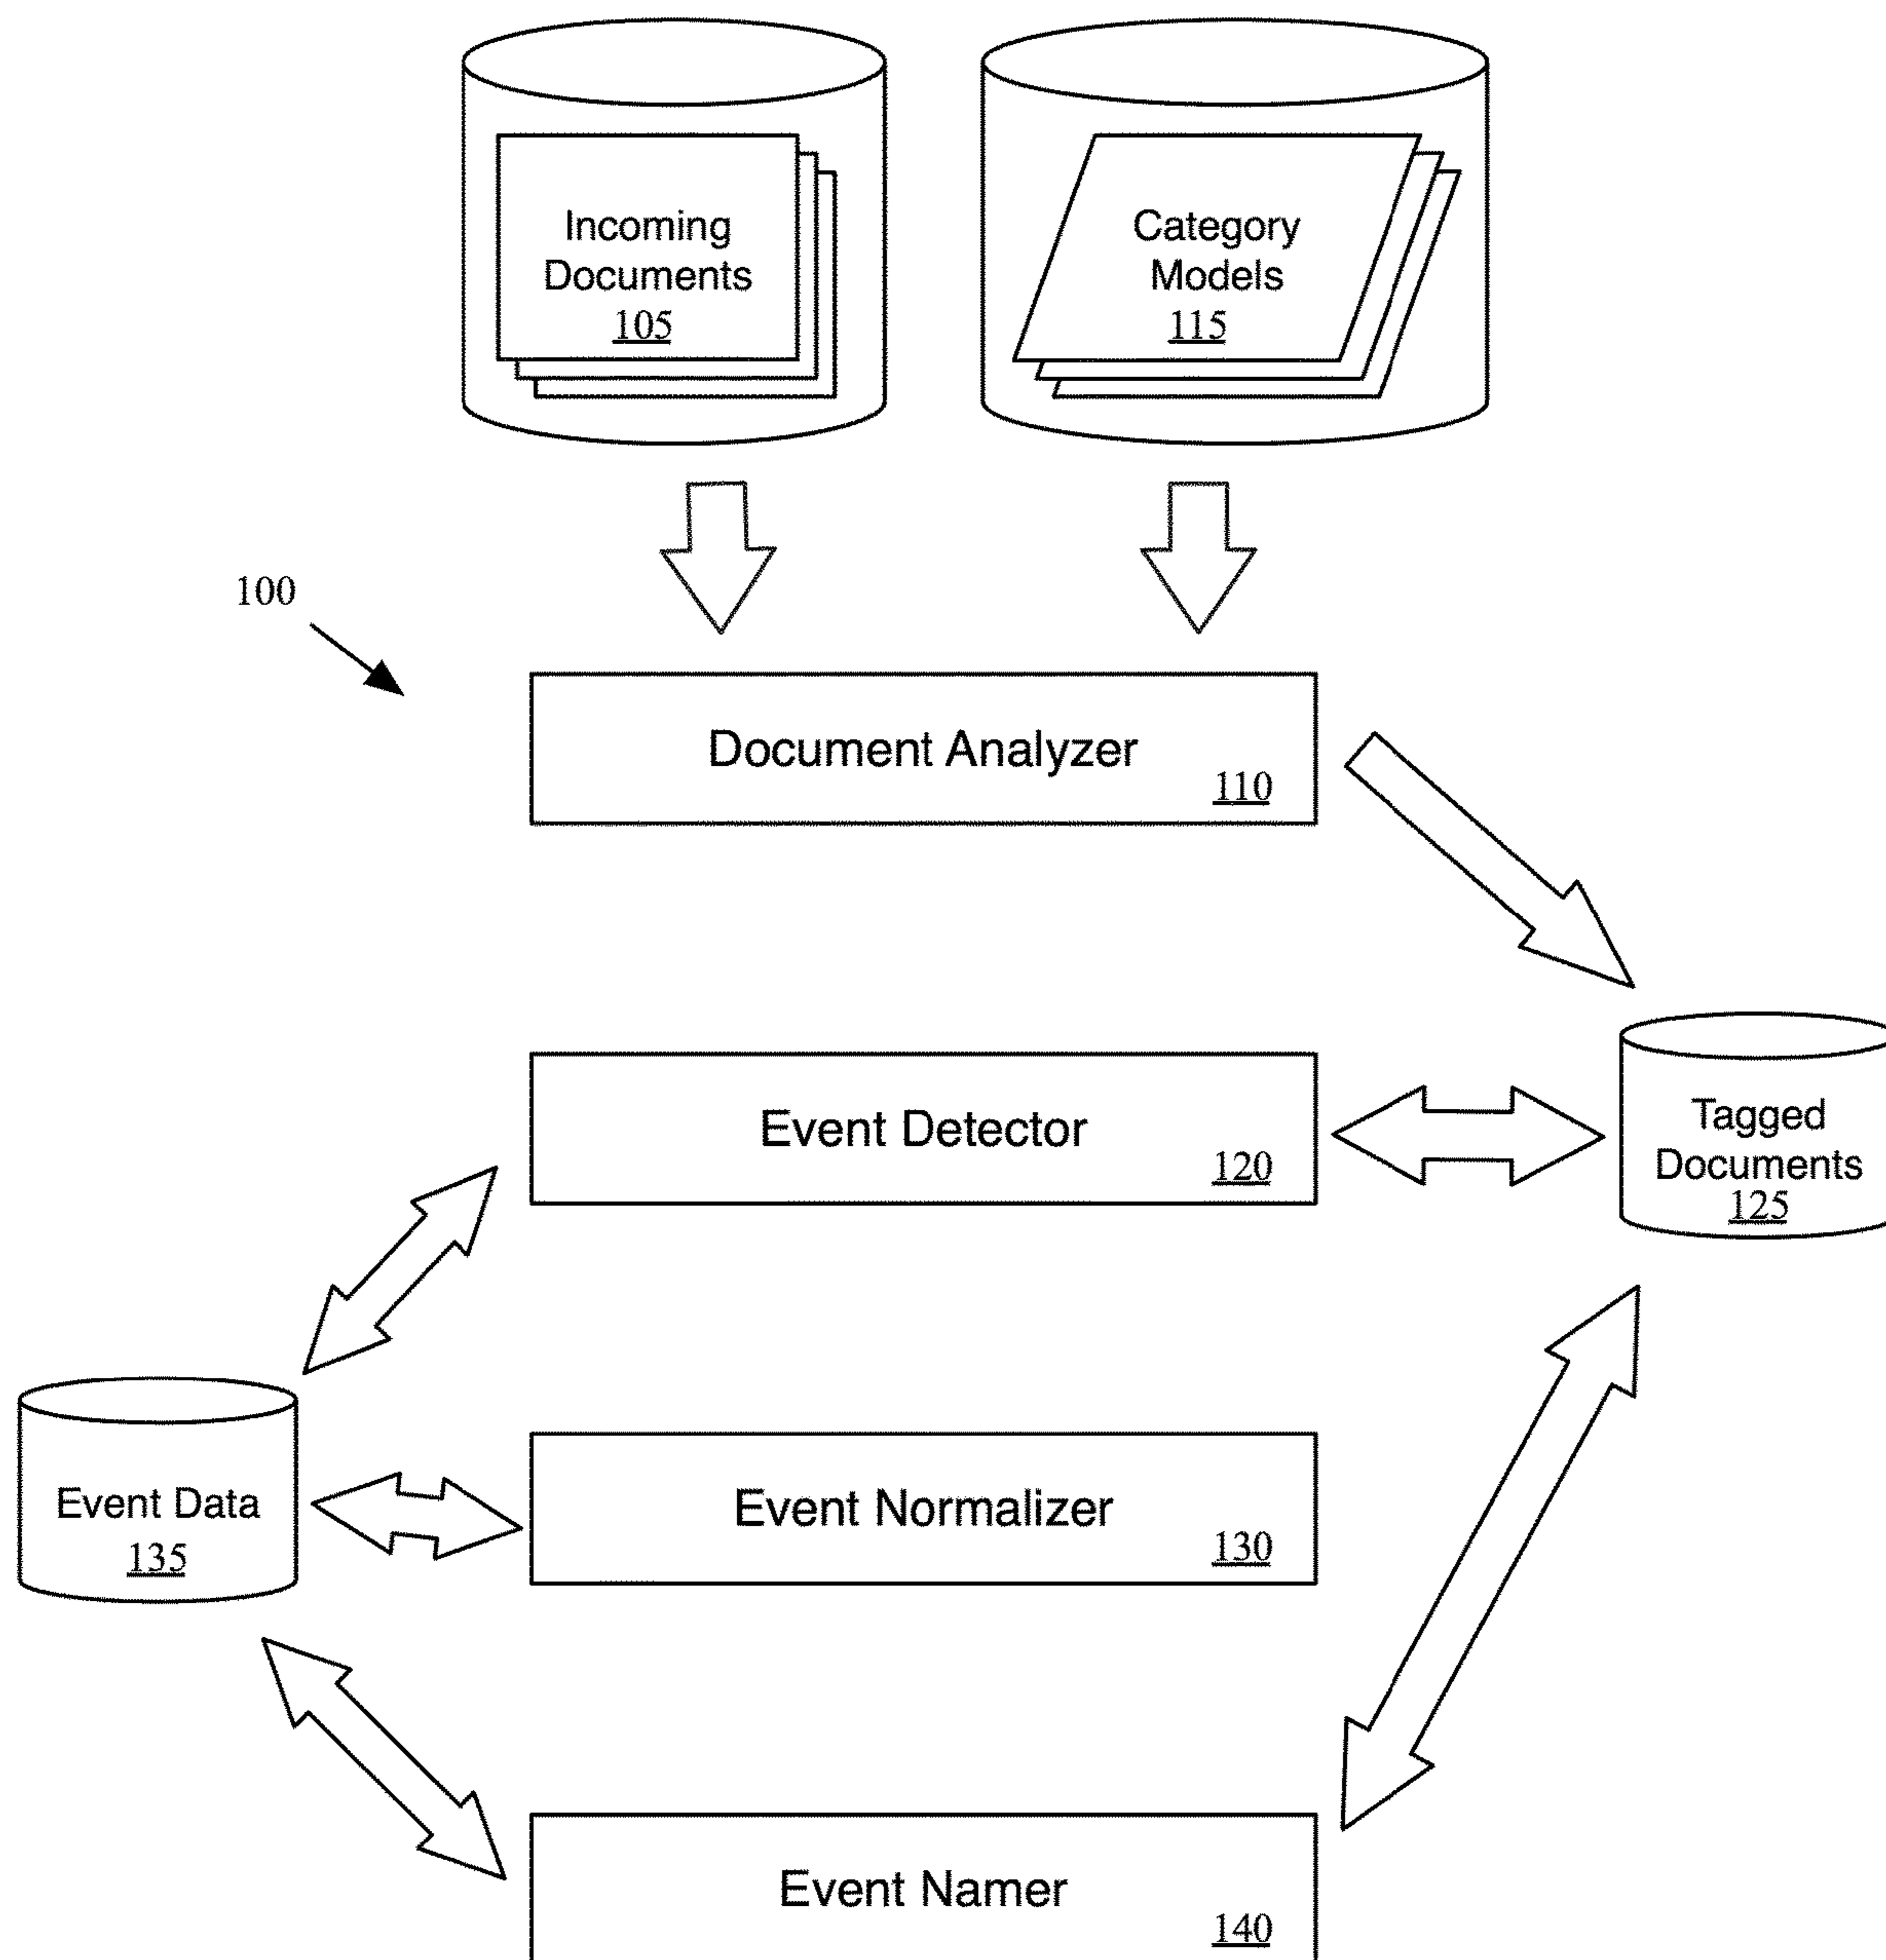 Incoming
Documents
105
Category
Models
115
100
Document Analyzer
110
Event Detector
120
Tagged
Documents
125
Event Data
135
Event Normalizer
130
Event Namer
140